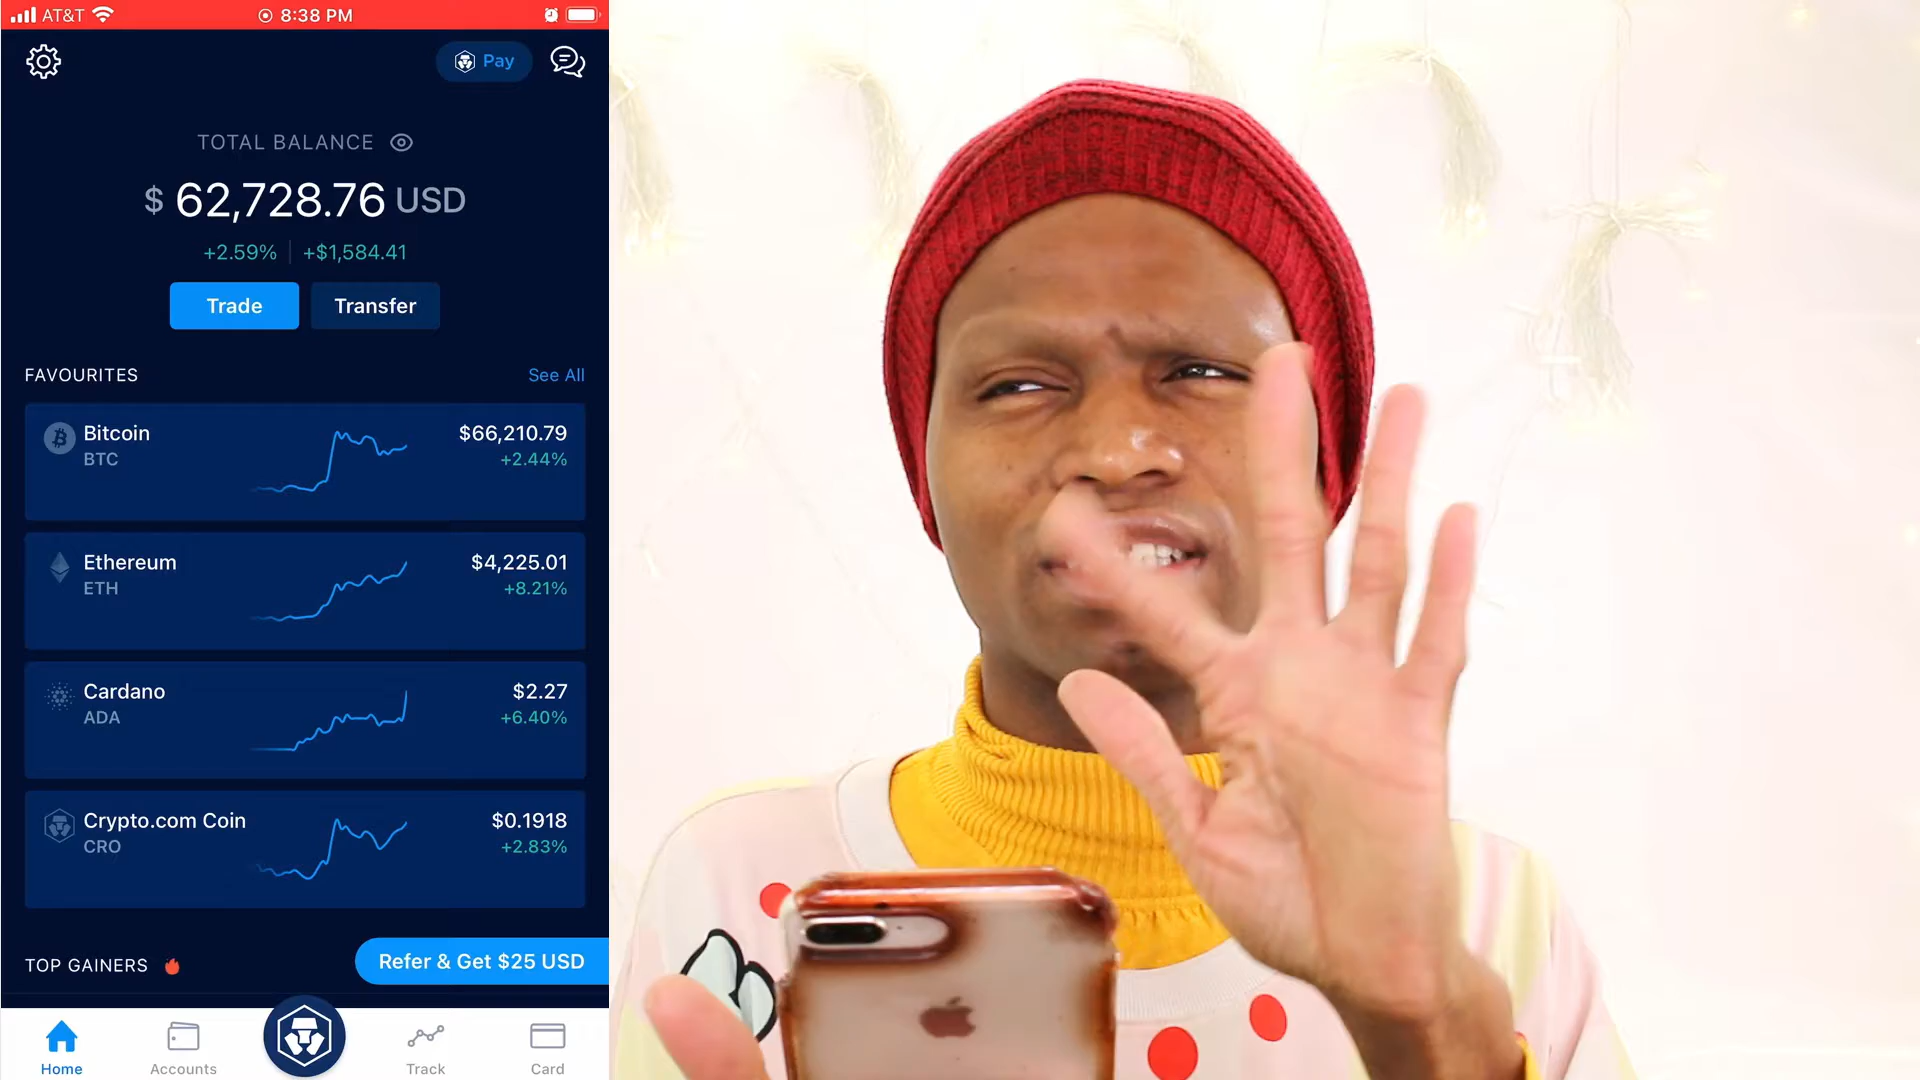 AT&T 8:38 PM
Pay
TOTAL BALANCE
$ 62,728.76 USD
+2.59% +$1,584.41
Trade Transfer
FAVOURITES See All
Bitcoin $66,210.79
BTC +2.44%
Ethereum $4,225.01
ETH +8.21%
Cardano $2.27
ADA +6.40%
Crypto.com Coin $0.1918
CRO +2.83%
TOP GAINERS Refer & Get $25 USD
Home Accounts Track Card